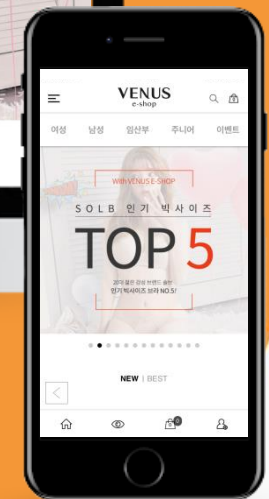 VENUS
e-shop
여성 남성 임산부 주니어 이벤트
With VENUS E-SHOP
SOLB 인기 빅사이즈
TOP 5
인기 빅사이즈 브라 NO.5!
NEW | BEST